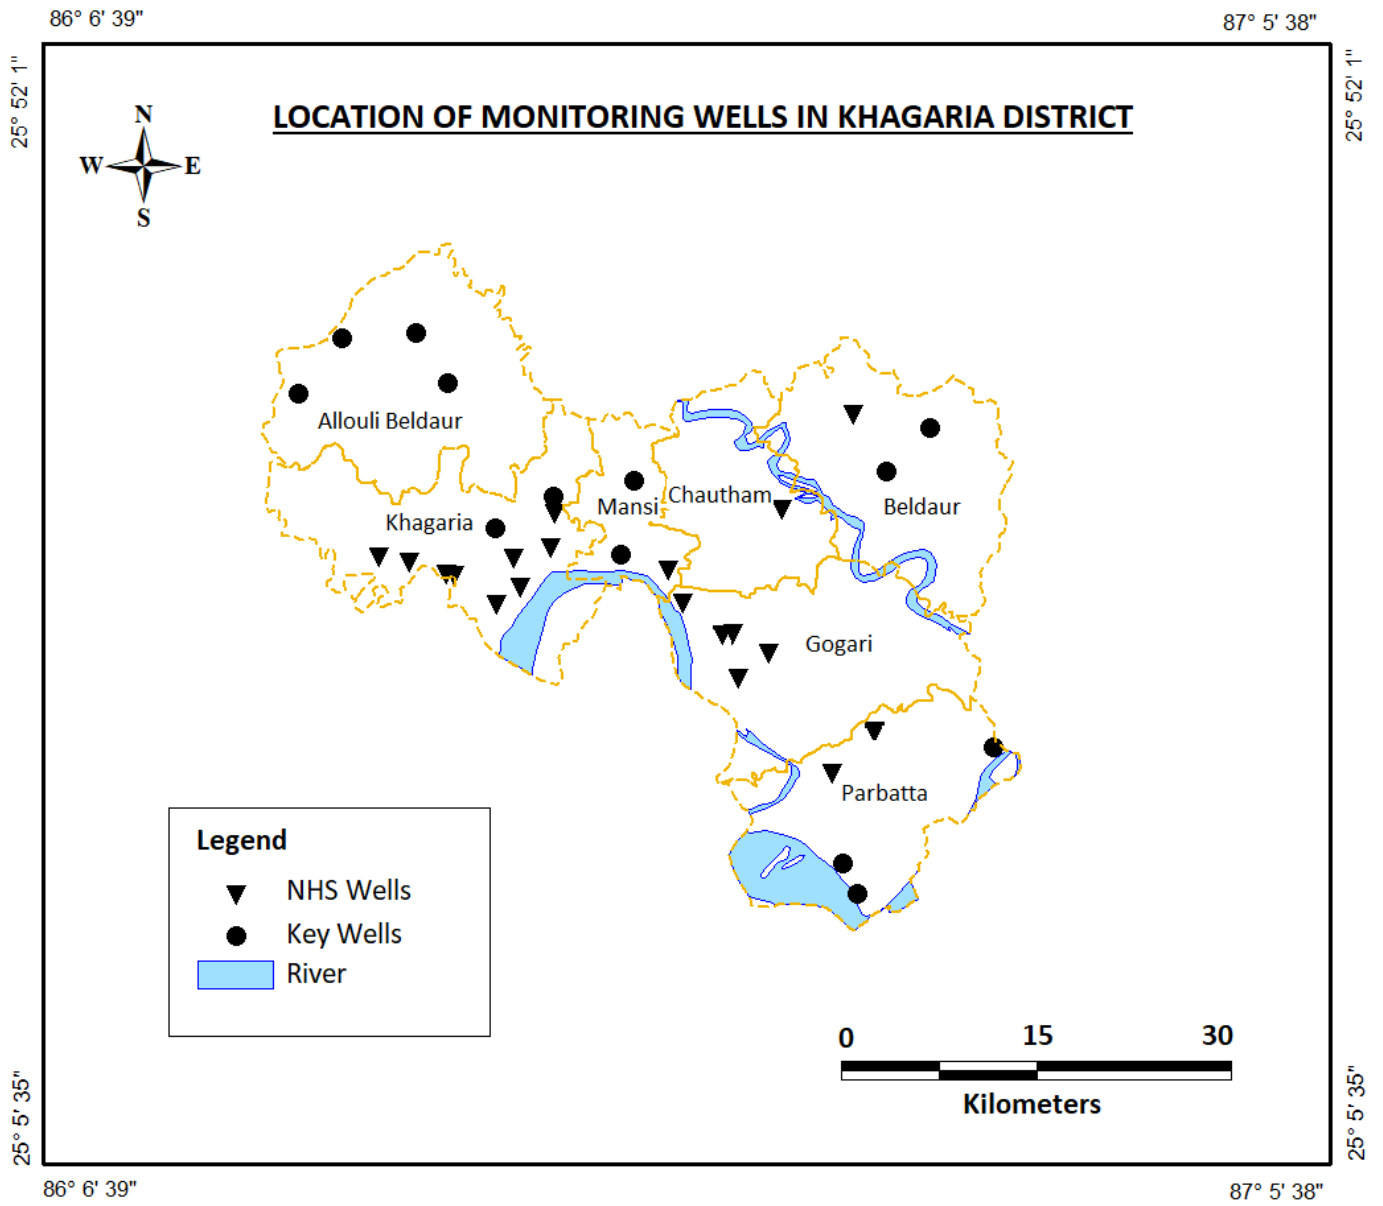 86° 6' 39"
87° 5' 38"
25° 52' 1"
25° 52' 1"
LOCATION OF MONITORING WELLS IN KHAGARIA DISTRICT
N
W E
S
Allouli Beldaur
Khagaria
Mansi
Chautham
Beldaur
Gogari
Parbatta
Legend
NHS Wells
Key Wells
River
0 15 30
Kilometers
25° 5' 35"
25° 5' 35"
86° 6' 39"
87° 5' 38"